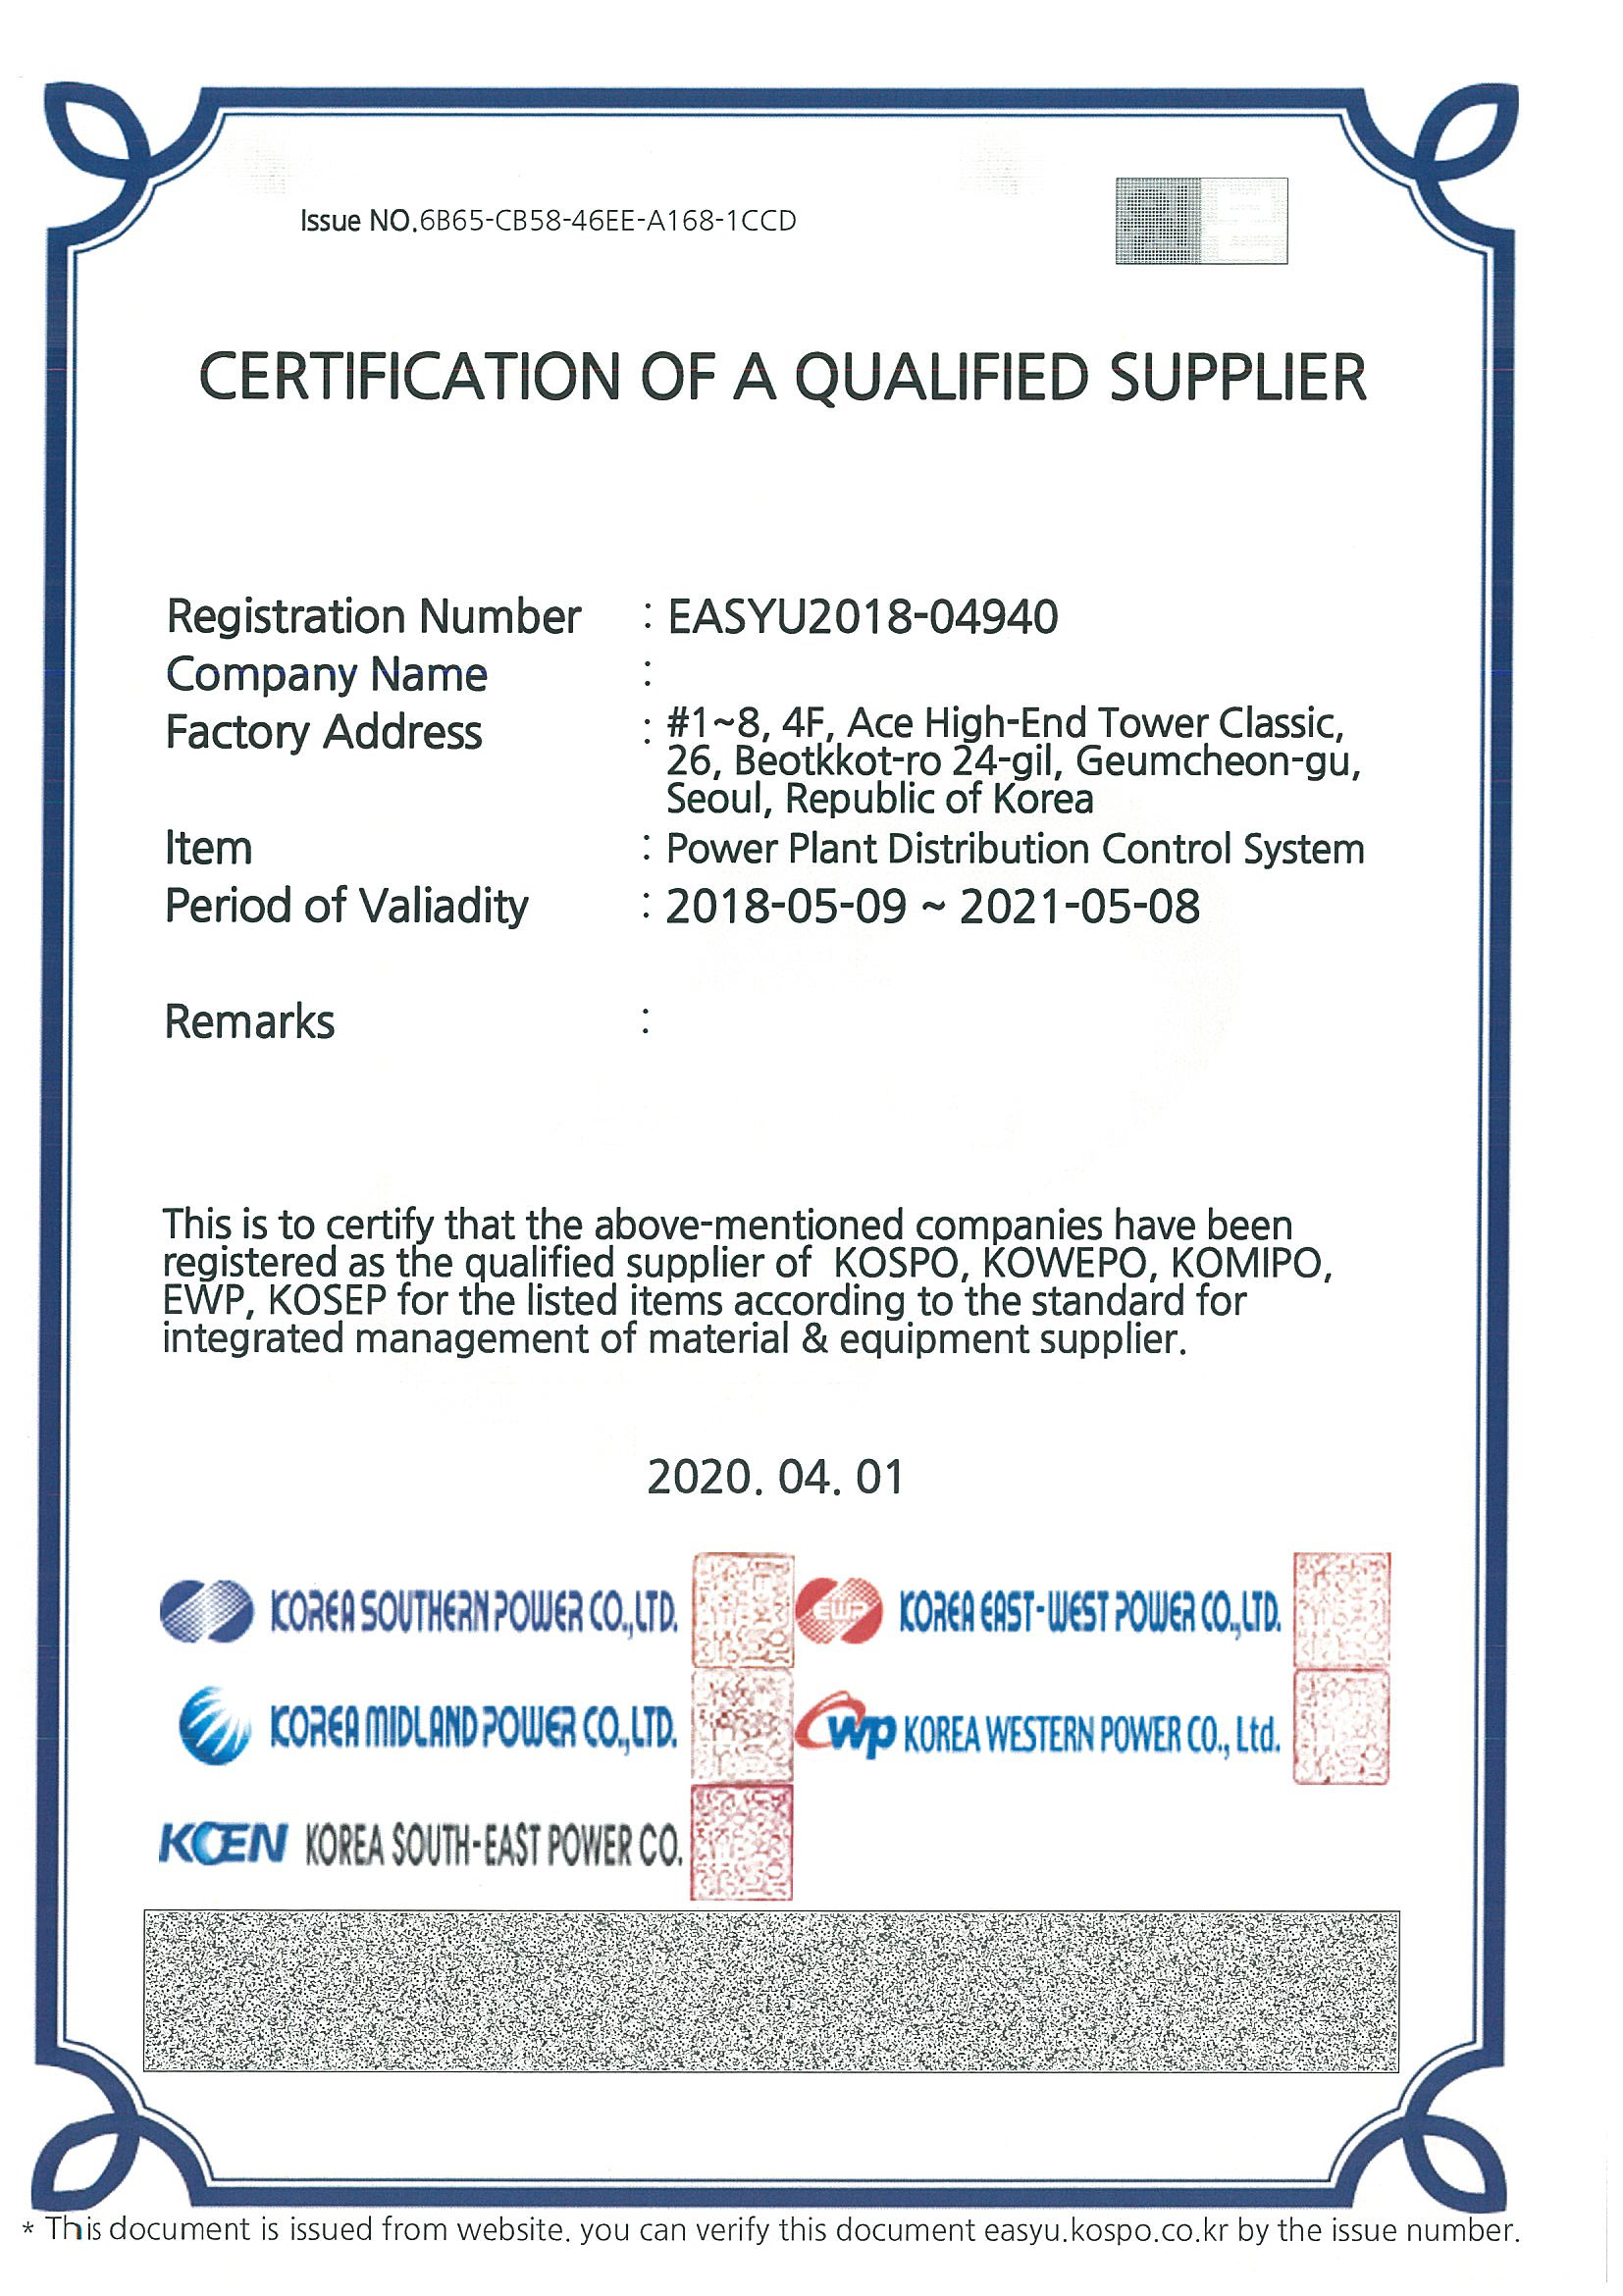 Issue NO.6B65-CB58-46EE-A168-1CCD
CERTIFICATION OF A QUALIFIED SUPPLIER
Registration Number : EASYU2018-04940
Company Name :
Factory Address : #1~8, 4F, Ace High-End Tower Classic,
26, Beotkkot-ro 24-gil, Geumcheon-gu,
Seoul, Republic of Korea
Item : Power Plant Distribution Control System
Period of Valiadity : 2018-05-09 ~ 2021-05-08
Remarks :
This is to certify that the above-mentioned companies have been
registered as the qualified supplier of KOSPO, KOWEPO, KOMIPO,
EWP, KOSEP for the listed items according to the standard for
integrated management of material & equipment supplier.
2020. 04. 01
KOREA SOUTHERN POWER CO.,LTD.
EWP KOREA EAST-WEST POWER CO.,LTD.
KOREA MIDLAND POWER CO.,LTD.
wp KOREA WESTERN POWER CO., Ltd.
KOEN KOREA SOUTH-EAST POWER CO.
* This document is issued from website. you can verify this document easyu.kospo.co.kr by the issue number.